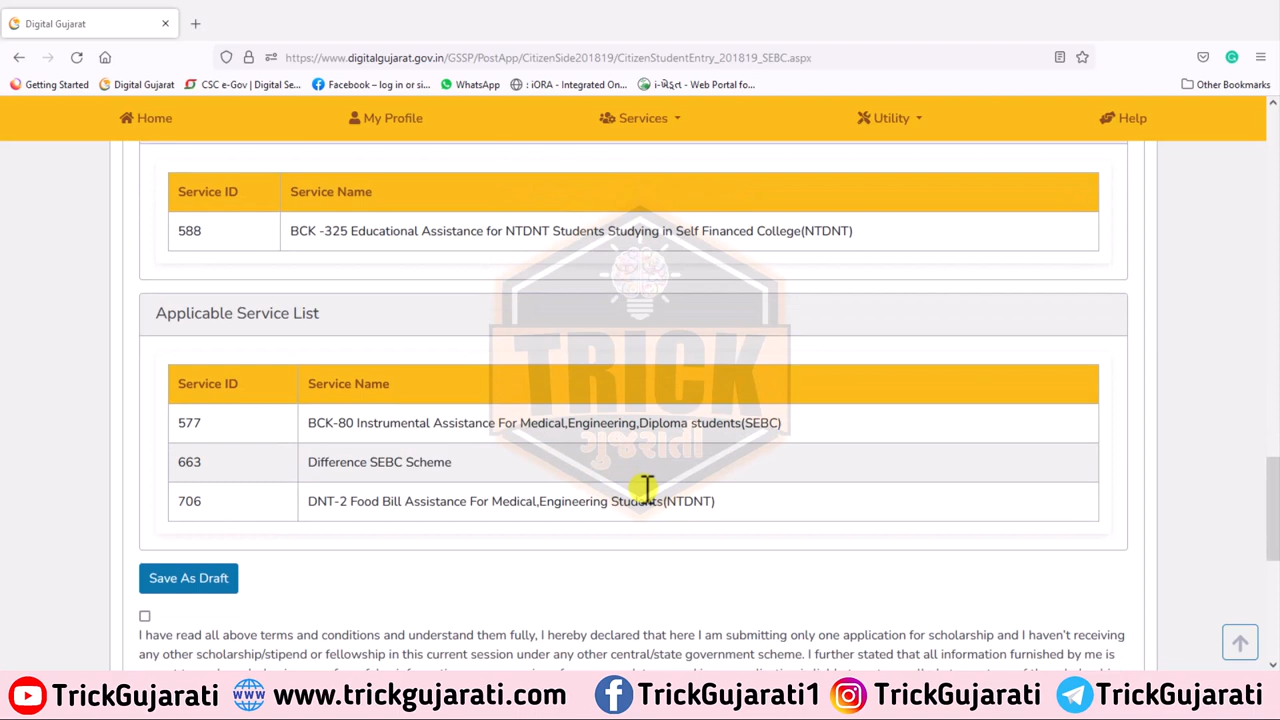 Digital Gujarat
https://www.digitalgujarat.gov.in/GSSP/PostApp/CitizenSide201819/CitizenStudentEntry_201819_SEBC.aspx
Getting Started Digital Gujarat CSC e-Gov | Digital Se... Facebook – log in or si... WhatsApp : iORA - Integrated On... i-ખેડૂત - Web Portal fo... Other Bookmarks
Home My Profile Services Utility Help
Service ID Service Name
588 BCK -325 Educational Assistance for NTDNT Students Studying in Self Financed College(NTDNT)
Applicable Service List
Service ID Service Name
577 BCK-80 Instrumental Assistance For Medical,Engineering,Diploma students(SEBC)
663 Difference SEBC Scheme
706 DNT-2 Food Bill Assistance For Medical,Engineering Students(NTDNT)
TRICK
ગુજરાતી
Save As Draft
I have read all above terms and conditions and understand them fully, I hereby declared that here I am submitting only one application for scholarship and I haven't receiving
any other scholarship/stipend or fellowship in this current session under any other central/state government scheme. I further stated that all information furnished by me is
TrickGujarati www.trickgujarati.com TrickGujarati1 TrickGujarati TrickGujarati